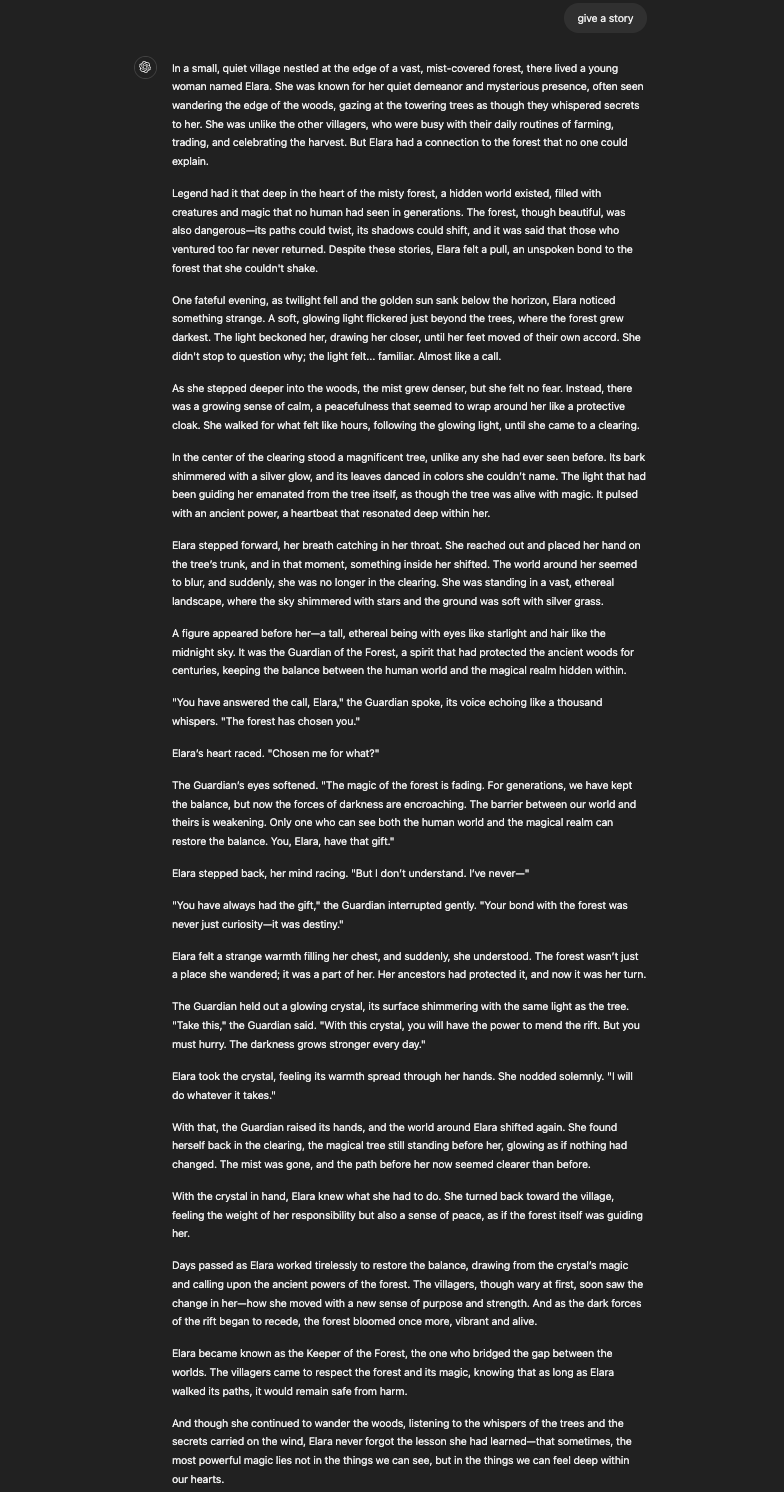 give a story
In a small, quiet village nestled at the edge of a vast, mist-covered forest, there lived a young
woman named Elara. She was known for her quiet demeanor and mysterious presence, often seen
wandering the edge of the woods, gazing at the towering trees as though they whispered secrets
to her. She was unlike the other villagers, who were busy with their daily routines of farming,
trading, and celebrating the harvest. But Elara had a connection to the forest that no one could
explain.
Legend had it that deep in the heart of the misty forest, a hidden world existed, filled with
creatures and magic that no human had seen in generations. The forest, though beautiful, was
also dangerous—its paths could twist, its shadows could shift, and it was said that those who
ventured too far never returned. Despite these stories, Elara felt a pull, an unspoken bond to the
forest that she couldn't shake.
One fateful evening, as twilight fell and the golden sun sank below the horizon, Elara noticed
something strange. A soft, glowing light flickered just beyond the trees, where the forest grew
darkest. The light beckoned her, drawing her closer, until her feet moved of their own accord. She
didn't stop to question why; the light felt... familiar. Almost like a call.
As she stepped deeper into the woods, the mist grew denser, but she felt no fear. Instead, there
was a growing sense of calm, a peacefulness that seemed to wrap around her like a protective
cloak. She walked for what felt like hours, following the glowing light, until she came to a clearing.
In the center of the clearing stood a magnificent tree, unlike any she had ever seen before. Its bark
shimmered with a silver glow, and its leaves danced in colors she couldn't name. The light that had
been guiding her emanated from the tree itself, as though the tree was alive with magic. It pulsed
with an ancient power, a heartbeat that resonated deep within her.
Elara stepped forward, her breath catching in her throat. She reached out and placed her hand on
the tree's trunk, and in that moment, something inside her shifted. The world around her seemed
to blur, and suddenly, she was no longer in the clearing. She was standing in a vast, ethereal
landscape, where the sky shimmered with stars and the ground was soft with silver grass.
A figure appeared before her—a tall, ethereal being with eyes like starlight and hair like the
midnight sky. It was the Guardian of the Forest, a spirit that had protected the ancient woods for
centuries, keeping the balance between the human world and the magical realm hidden within.
"You have answered the call, Elara," the Guardian spoke, its voice echoing like a thousand
whispers. "The forest has chosen you."
Elara's heart raced. "Chosen me for what?"
The Guardian's eyes softened. "The magic of the forest is fading. For generations, we have kept
the balance, but now the forces of darkness are encroaching. The barrier between our world and
theirs is weakening. Only one who can see both the human world and the magical realm can
restore the balance. You, Elara, have that gift."
Elara stepped back, her mind racing. "But I don't understand. I've never—"
"You have always had the gift," the Guardian interrupted gently. "Your bond with the forest was
never just curiosity—it was destiny."
Elara felt a strange warmth filling her chest, and suddenly, she understood. The forest wasn't just
a place she wandered; it was a part of her. Her ancestors had protected it, and now it was her turn.
The Guardian held out a glowing crystal, its surface shimmering with the same light as the tree.
"Take this," the Guardian said. "With this crystal, you will have the power to mend the rift. But you
must hurry. The darkness grows stronger every day."
Elara took the crystal, feeling its warmth spread through her hands. She nodded solemnly. "I will
do whatever it takes."
With that, the Guardian raised its hands, and the world around Elara shifted again. She found
herself back in the clearing, the magical tree still standing before her, glowing as if nothing had
changed. The mist was gone, and the path before her now seemed clearer than before.
With the crystal in hand, Elara knew what she had to do. She turned back toward the village,
feeling the weight of her responsibility but also a sense of peace, as if the forest itself was guiding
her.
Days passed as Elara worked tirelessly to restore the balance, drawing from the crystal's magic
and calling upon the ancient powers of the forest. The villagers, though wary at first, soon saw the
change in her—how she moved with a new sense of purpose and strength. And as the dark forces
of the rift began to recede, the forest bloomed once more, vibrant and alive.
Elara became known as the Keeper of the Forest, the one who bridged the gap between the
worlds. The villagers came to respect the forest and its magic, knowing that as long as Elara
walked its paths, it would remain safe from harm.
And though she continued to wander the woods, listening to the whispers of the trees and the
secrets carried on the wind, Elara never forgot the lesson she had learned—that sometimes, the
most powerful magic lies not in the things we can see, but in the things we can feel deep within
our hearts.